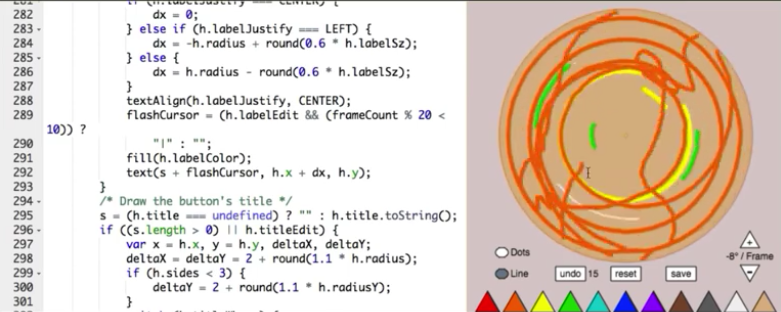 282 dx = 0;
283 } else if (h.labelJustify === LEFT) {
284 dx = -h.radius + round(0.6 * h.labelSz);
285 } else {
286 dx = h.radius - round(0.6 * h.labelSz);
287 }
288 textAlign(h.labelJustify, CENTER);
289 flashCursor = (h.labelEdit && (frameCount % 20 <
10)) ?
290 "|" : "";
291 fill(h.labelColor);
292 text(s + flashCursor, h.x + dx, h.y);
293 }
294 /* Draw the button's title */
295 s = (h.title === undefined) ? "" : h.title.toString();
296 if ((s.length > 0) || h.titleEdit) {
297 var x = h.x, y = h.y, deltaX, deltaY;
298 deltaX = deltaY = 2 + round(1.1 * h.radius);
299 if (h.sides < 3) {
300 deltaY = 2 + round(1.1 * h.radiusY);
301 }
Dots
Line
undo 15 reset save
-8° / Frame